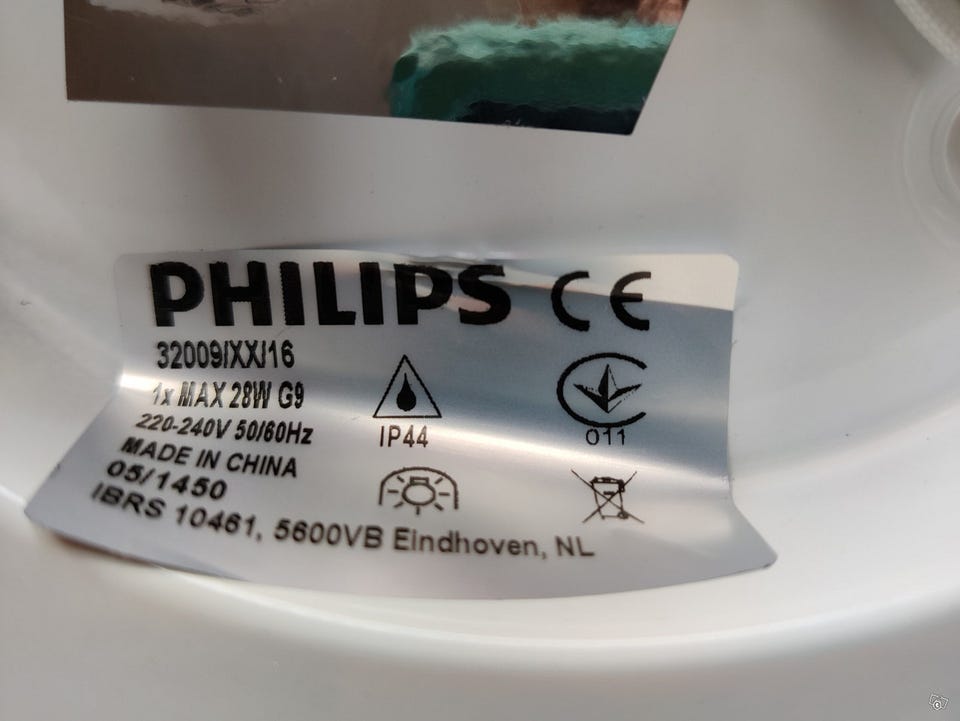 PHILIPS CE
32009/XX/16
1x MAX 28W G9
220-240V 50/60Hz
IP44
011
MADE IN CHINA
05/1450
IBRS 10461, 5600VB Eindhoven, NL